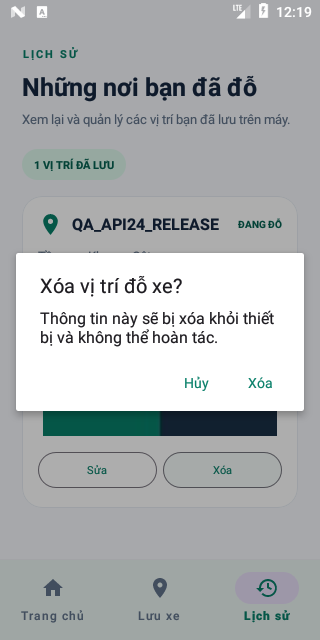 LTE 12:19
LỊCH SỬ
Những nơi bạn đã đỗ
Xem lại và quản lý các vị trí bạn đã lưu trên máy.
1 VỊ TRÍ ĐÃ LƯU
QA_API24_RELEASE ĐANG ĐỖ
Xóa vị trí đỗ xe?
Thông tin này sẽ bị xóa khỏi thiết
bị và không thể hoàn tác.
Hủy Xóa
Sửa Xóa
Trang chủ Lưu xe Lịch sử